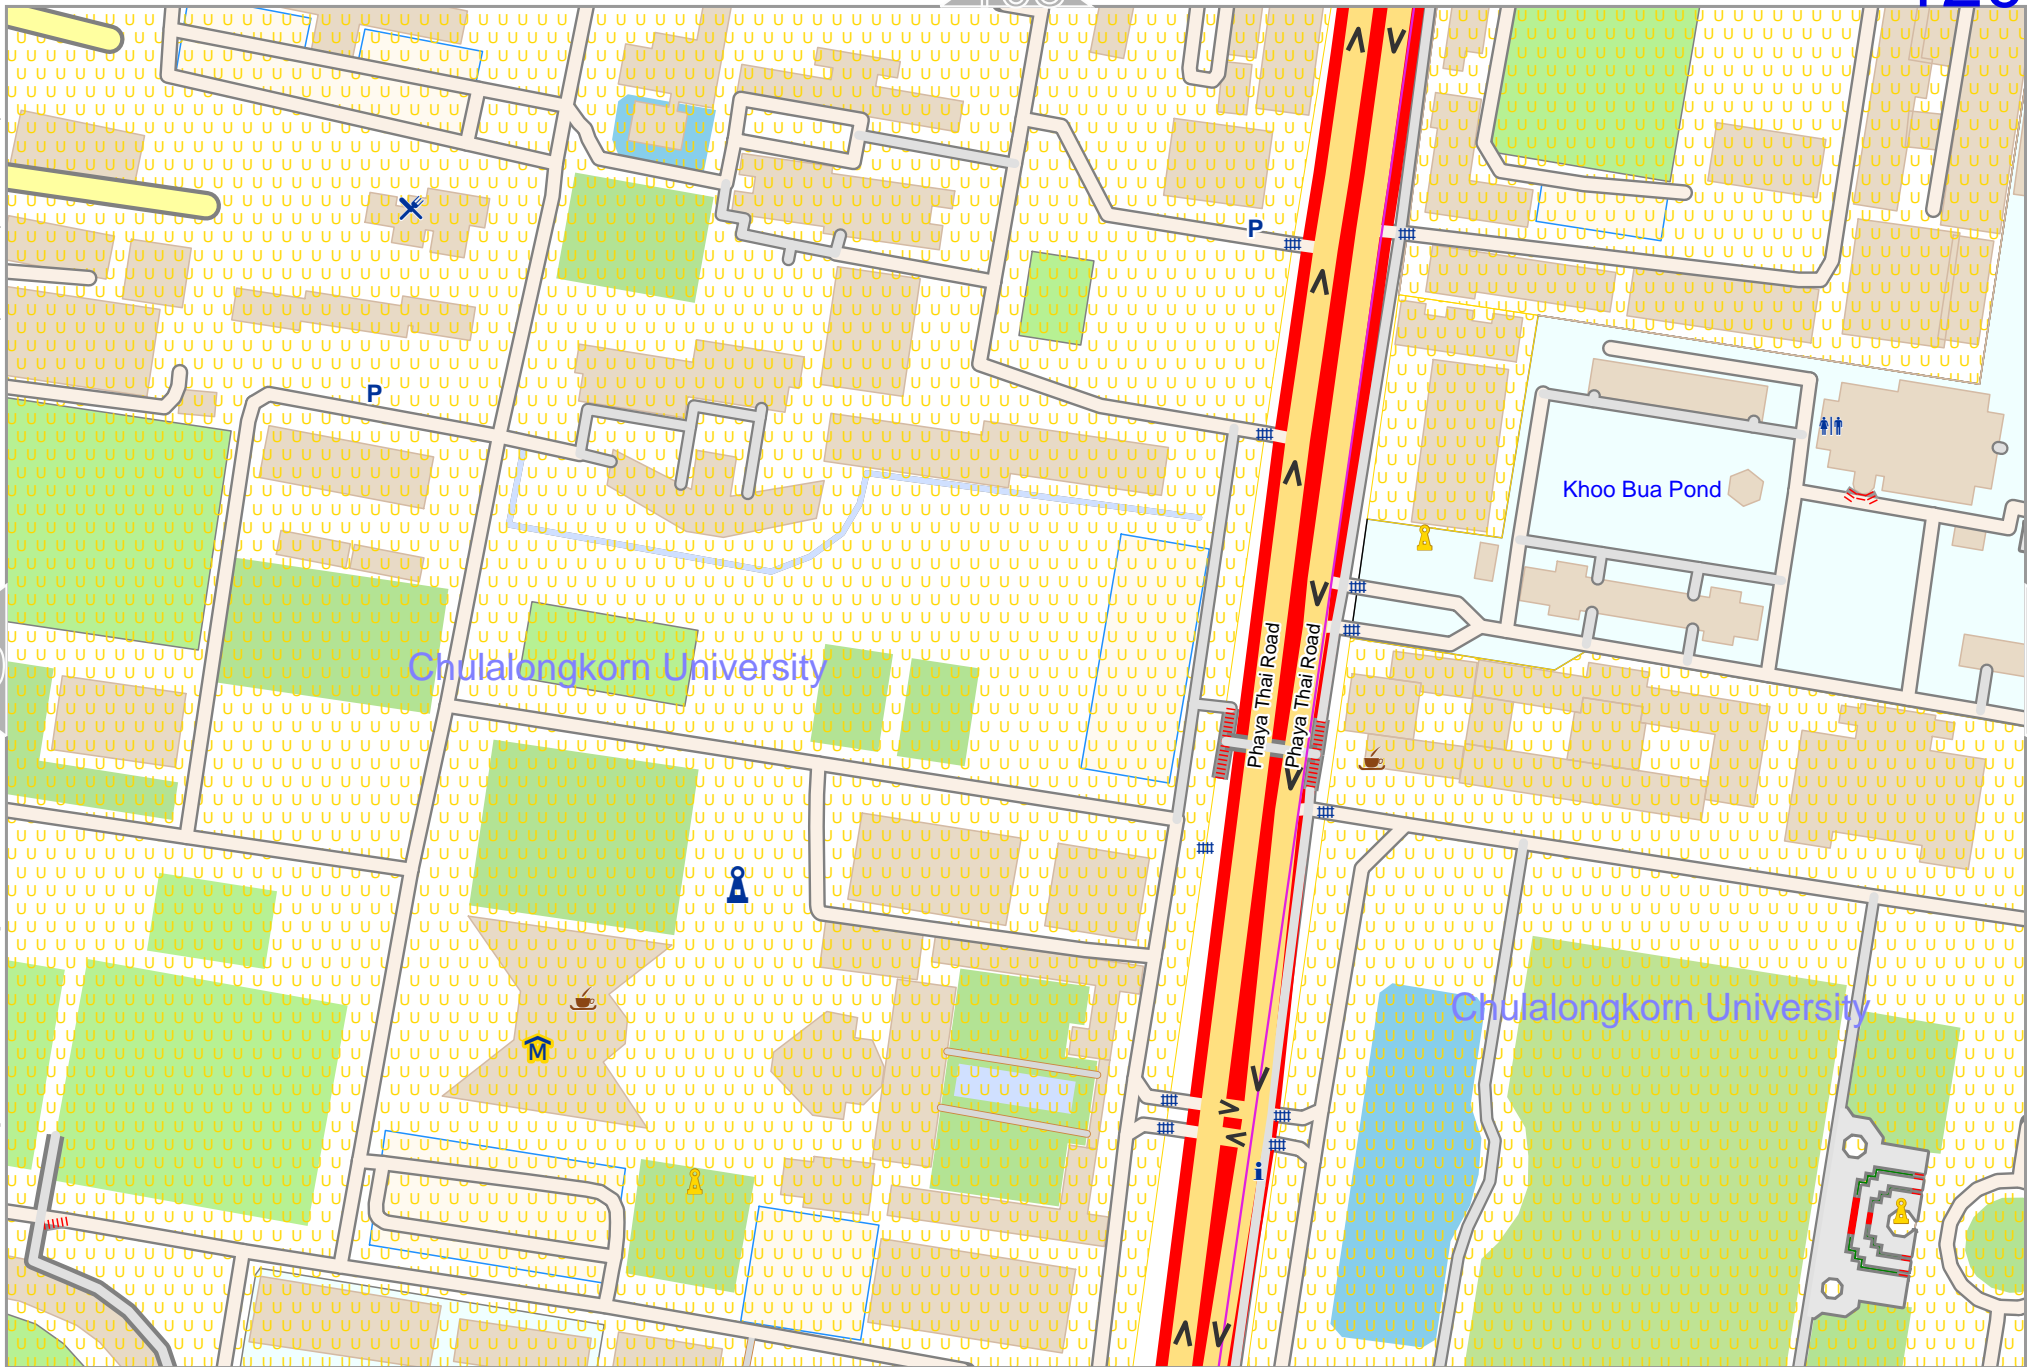 P
P
Khoo Bua Pond
Phaya Thai Road
Phaya Thai Road
Chulalongkorn University
Chulalongkorn University
M
i